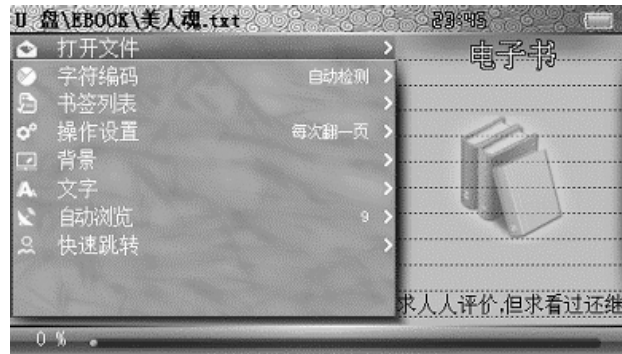 U 盘\EBOOK\美人魂.txt 23:45
电子书
打开文件
字符编码 自动检测
书签列表
操作设置 每次翻一页
背景
文字
自动浏览 9
快速跳转
求人人评价,但求看过还继
0 %